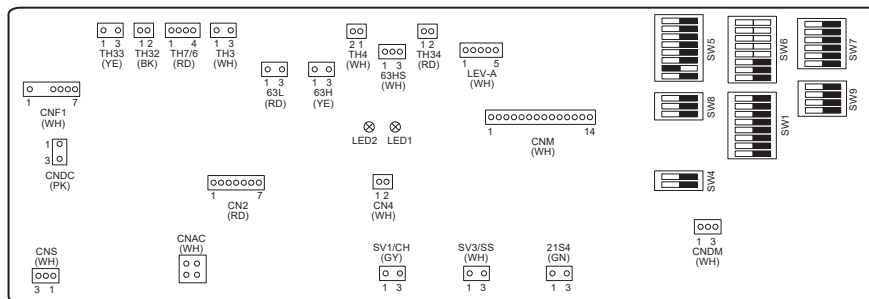 1 3
TH33
(YE)
1 2
TH32
(BK)
1 4
TH7/6
(RD)
1 3
TH3
(WH)
2 1
TH4
(WH)
1 3
63HS
(WH)
1 2
TH34
(RD)
1 5
LEV-A
(WH)
SW5
SW6
SW7
1 3
63L
(RD)
1 3
63H
(YE)
1 7
CNF1
(WH)
SW8
SW1
SW9
1 14
CNM
(WH)
LED2 LED1
1
3
CNDC
(PK)
1 7
CN2
(RD)
1 2
CN4
(WH)
SW4
1 3
CNDM
(WH)
CNS
(WH)
3 1
CNAC
(WH)
SV1/CH
(GY)
1 3
SV3/SS
(WH)
1 3
21S4
(GN)
1 3